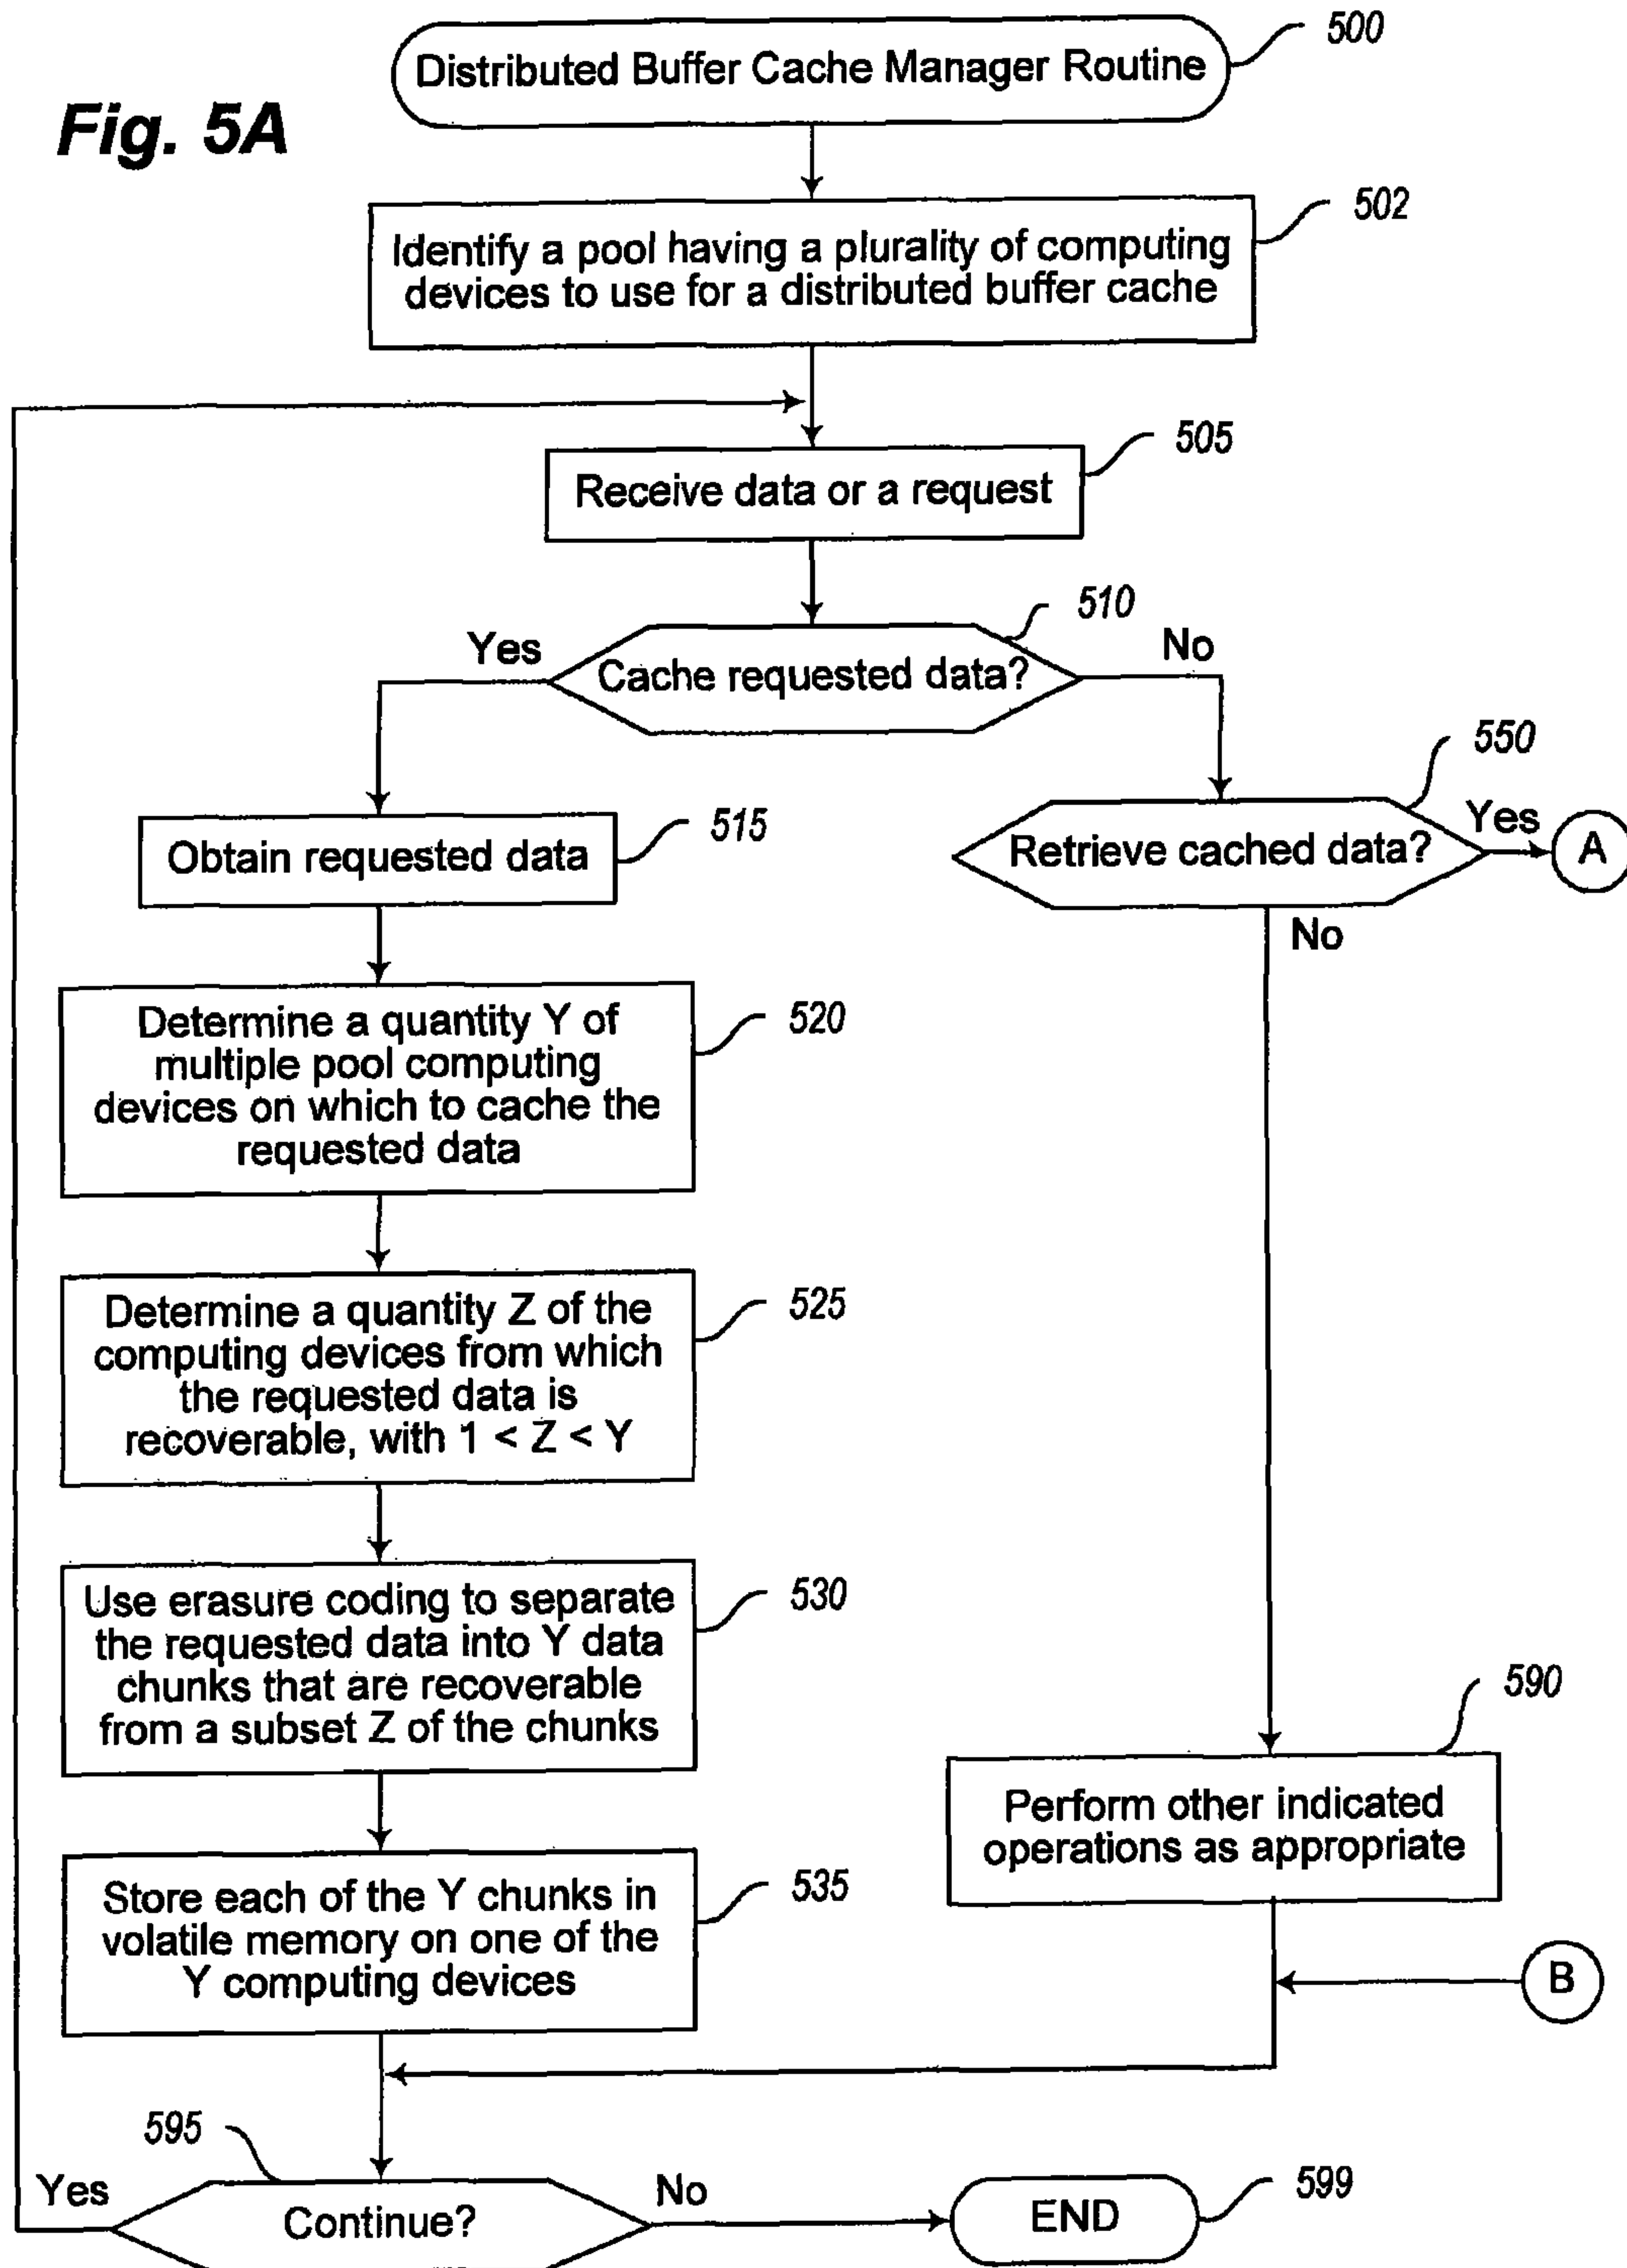 Fig. 5A
Distributed Buffer Cache Manager Routine
500
Identify a pool having a plurality of computing
devices to use for a distributed buffer cache
502
Receive data or a request
505
Cache requested data?
510
Yes
No
Obtain requested data
515
Retrieve cached data?
550
Yes
A
No
Determine a quantity Y of
multiple pool computing
devices on which to cache the
requested data
520
Determine a quantity Z of the
computing devices from which
the requested data is
recoverable, with 1 < Z < Y
525
Use erasure coding to separate
the requested data into Y data
chunks that are recoverable
from a subset Z of the chunks
530
Perform other indicated
operations as appropriate
590
Store each of the Y chunks in
volatile memory on one of the
Y computing devices
535
B
595
Yes
Continue?
No
END
599